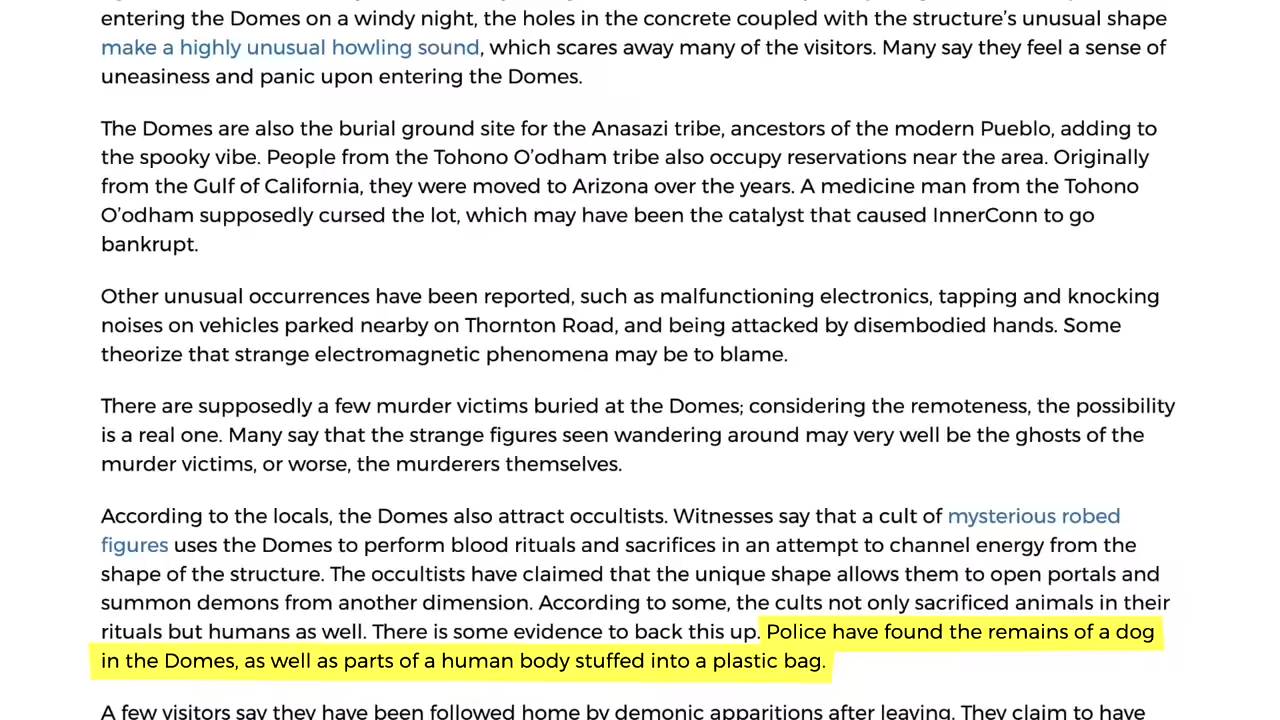 entering the Domes on a windy night, the holes in the concrete coupled with the structure’s unusual shape
make a highly unusual howling sound, which scares away many of the visitors. Many say they feel a sense of
uneasiness and panic upon entering the Domes.
The Domes are also the burial ground site for the Anasazi tribe, ancestors of the modern Pueblo, adding to
the spooky vibe. People from the Tohono O’odham tribe also occupy reservations near the area. Originally
from the Gulf of California, they were moved to Arizona over the years. A medicine man from the Tohono
O’odham supposedly cursed the lot, which may have been the catalyst that caused InnerConn to go
bankrupt.
Other unusual occurrences have been reported, such as malfunctioning electronics, tapping and knocking
noises on vehicles parked nearby on Thornton Road, and being attacked by disembodied hands. Some
theorize that strange electromagnetic phenomena may be to blame.
There are supposedly a few murder victims buried at the Domes; considering the remoteness, the possibility
is a real one. Many say that the strange figures seen wandering around may very well be the ghosts of the
murder victims, or worse, the murderers themselves.
According to the locals, the Domes also attract occultists. Witnesses say that a cult of mysterious robed
figures uses the Domes to perform blood rituals and sacrifices in an attempt to channel energy from the
shape of the structure. The occultists have claimed that the unique shape allows them to open portals and
summon demons from another dimension. According to some, the cults not only sacrificed animals in their
rituals but humans as well. There is some evidence to back this up. Police have found the remains of a dog
in the Domes, as well as parts of a human body stuffed into a plastic bag.
A few visitors say they have been followed home by demonic apparitions after leaving. They claim to have